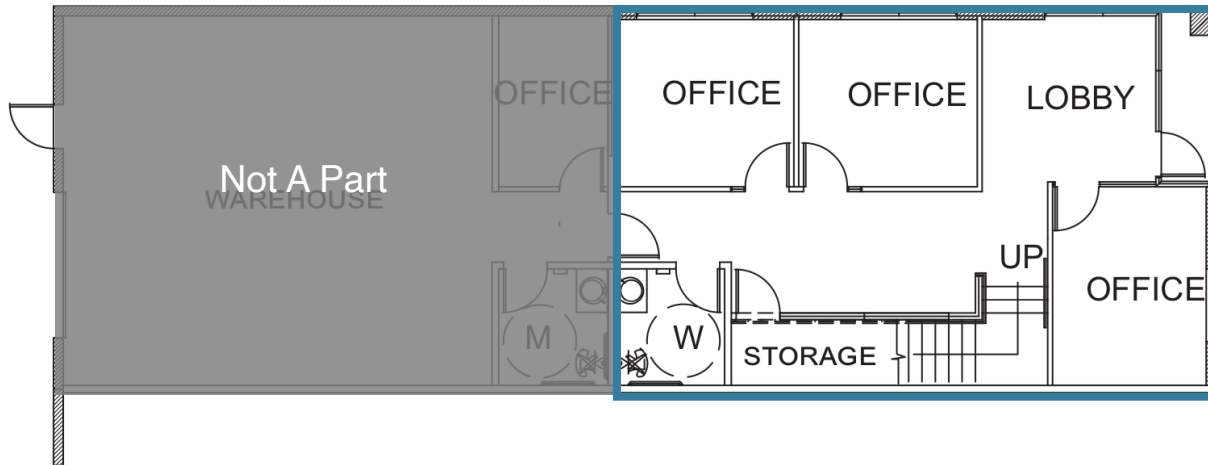 OFFICE
OFFICE
OFFICE
LOBBY
Not A Part
WAREHOUSE
UP
OFFICE
M
W
STORAGE